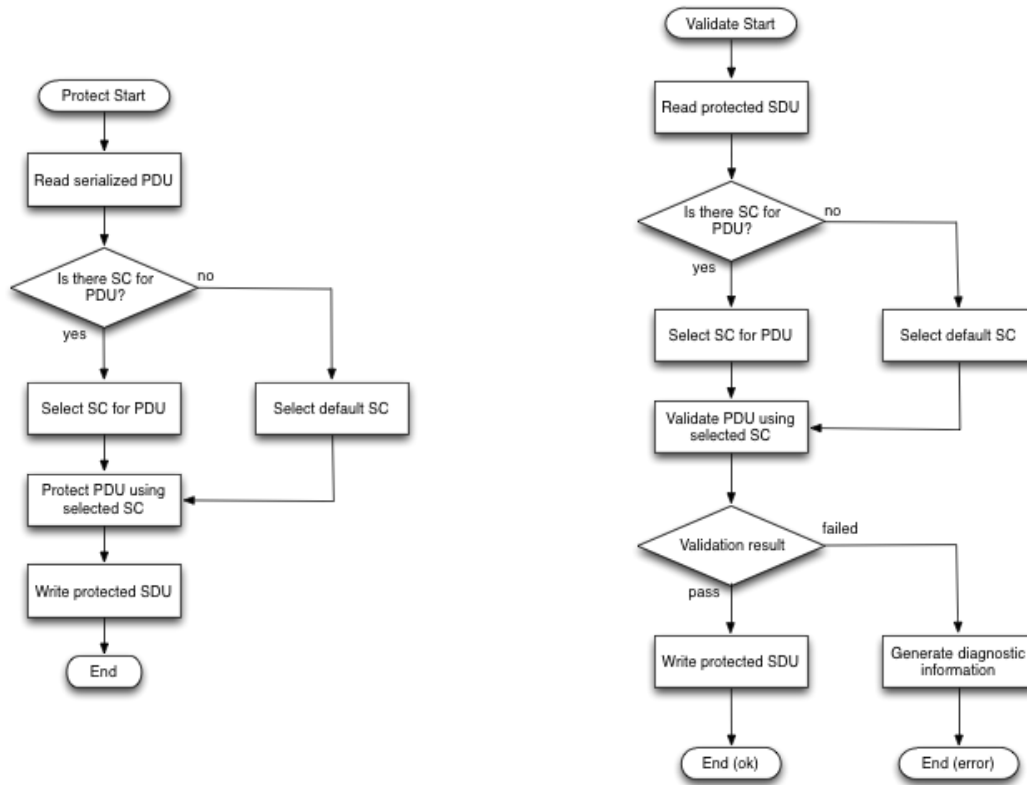 Protect Start
Read serialized PDU
Is there SC for
PDU?
no
yes
Select SC for PDU
Select default SC
Protect PDU using
selected SC
Write protected SDU
End
Validate Start
Read protected SDU
Is there SC for
PDU?
no
yes
Select SC for PDU
Select default SC
Validate PDU using
selected SC
Validation result
failed
pass
Write protected SDU
Generate diagnostic
information
End (ok)
End (error)